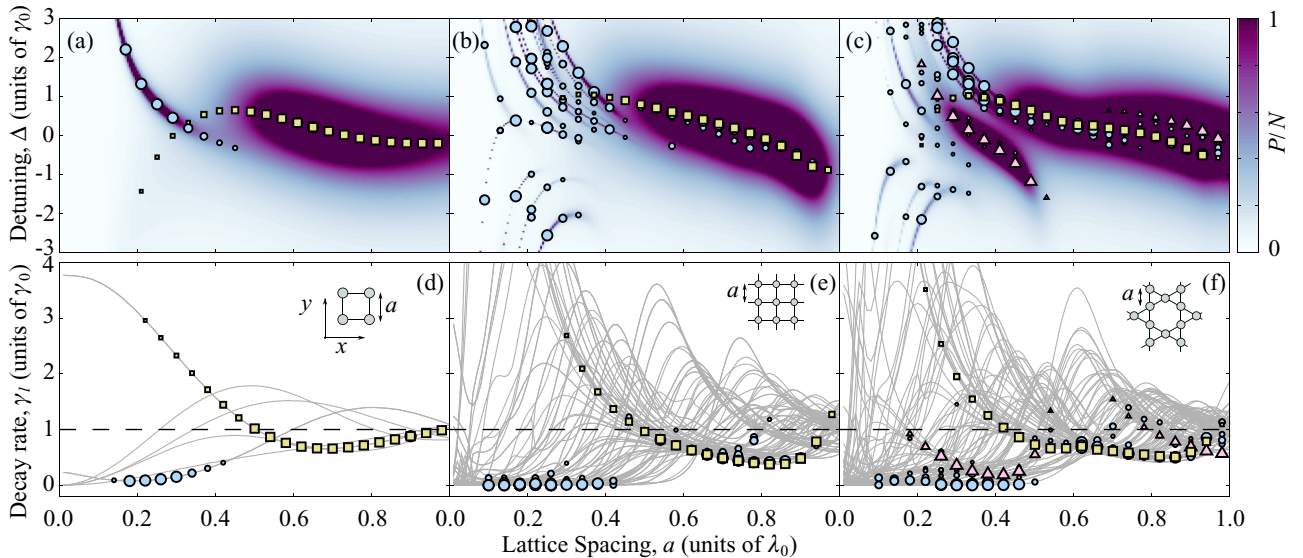 3
2
1
0
-1
-2
-3
Detuning, Δ (units of γ0)
(a)
(b)
(c)
1
0
P/N
4
3
2
1
0
Decay rate, γl (units of γ0)
(d)
(e)
(f)
y
x
a
a
a
0.0 0.2 0.4 0.6 0.8 0.0 0.2 0.4 0.6 0.8 0.0 0.2 0.4 0.6 0.8 1.0
Lattice Spacing, a (units of λ0)